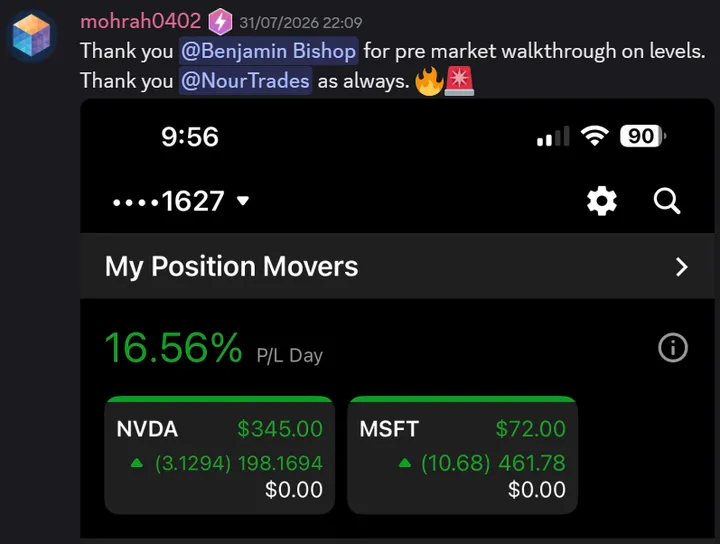 mohrah0402 31/07/2026 22:09
Thank you @Benjamin Bishop for pre market walkthrough on levels.
Thank you @NourTrades as always. 🔥🚨
9:56 90
••••1627 ▼
My Position Movers
16.56% P/L Day
NVDA $345.00
▲ (3.1294) 198.1694
$0.00
MSFT $72.00
▲ (10.68) 461.78
$0.00